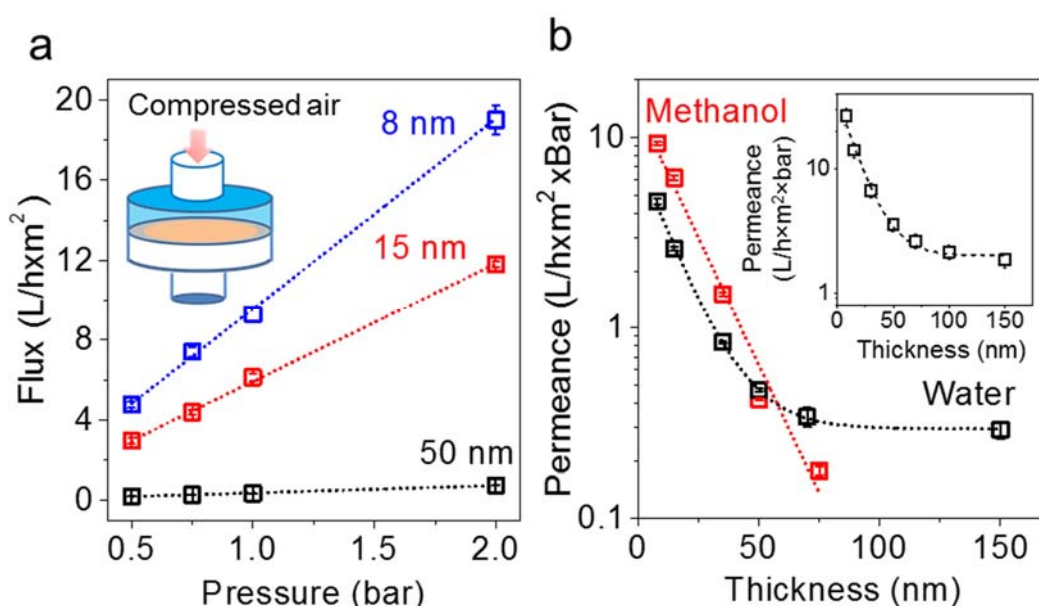 a
Compressed air
8 nm
15 nm
50 nm
Flux (L/hxm²)
20
16
12
8
4
0
0.5
1.0
1.5
2.0
Pressure (bar)
b
Methanol
Water
Permeance (L/hxm² xBar)
10
1
0.1
0
50
100
150
Thickness (nm)
Permeance
(L/h×m²×bar)
10
1
0
50
100
150
Thickness (nm)